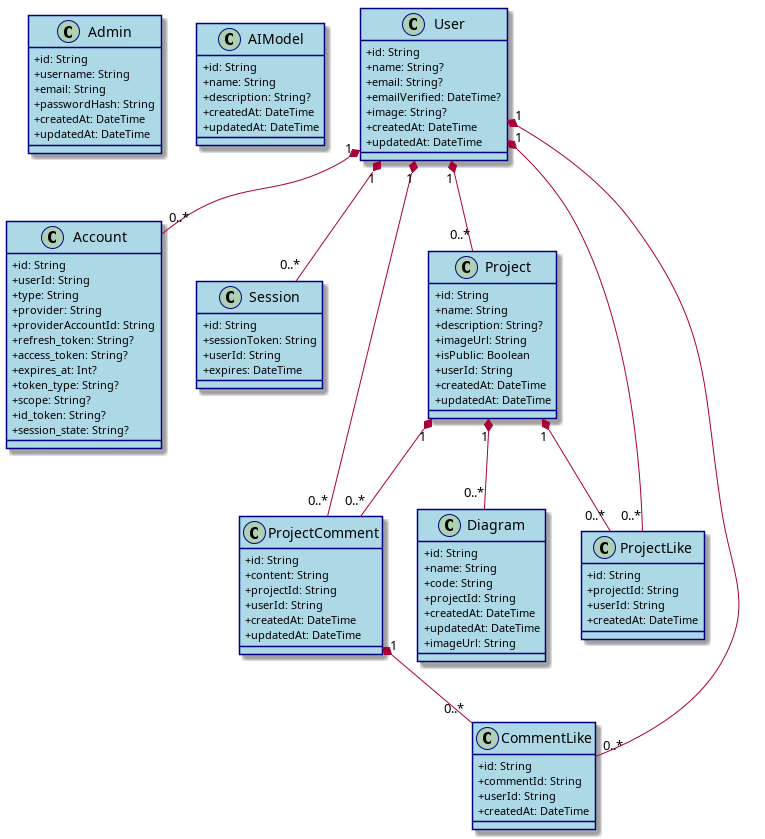 C Admin
+id: String
+username: String
+email: String
+passwordHash: String
+createdAt: DateTime
+updatedAt: DateTime
C AIModel
+id: String
+name: String
+description: String?
+createdAt: DateTime
+updatedAt: DateTime
C User
+id: String
+name: String?
+email: String?
+emailVerified: DateTime?
+image: String?
+createdAt: DateTime
+updatedAt: DateTime
1
1
1
1
1
1
0..*
0..*
0..*
0..*
C Account
+id: String
+userId: String
+type: String
+provider: String
+providerAccountId: String
+refresh_token: String?
+access_token: String?
+expires_at: Int?
+token_type: String?
+scope: String?
+id_token: String?
+session_state: String?
C Session
+id: String
+sessionToken: String
+userId: String
+expires: DateTime
C Project
+id: String
+name: String
+description: String?
+imageUrl: String
+isPublic: Boolean
+userId: String
+createdAt: DateTime
+updatedAt: DateTime
1
1
1
0..*
0..*
0..*
0..*
C ProjectComment
+id: String
+content: String
+projectId: String
+userId: String
+createdAt: DateTime
+updatedAt: DateTime
C Diagram
+id: String
+name: String
+code: String
+projectId: String
+createdAt: DateTime
+updatedAt: DateTime
+imageUrl: String
C ProjectLike
+id: String
+projectId: String
+userId: String
+createdAt: DateTime
1
0..*
0..*
C CommentLike
+id: String
+commentId: String
+userId: String
+createdAt: DateTime